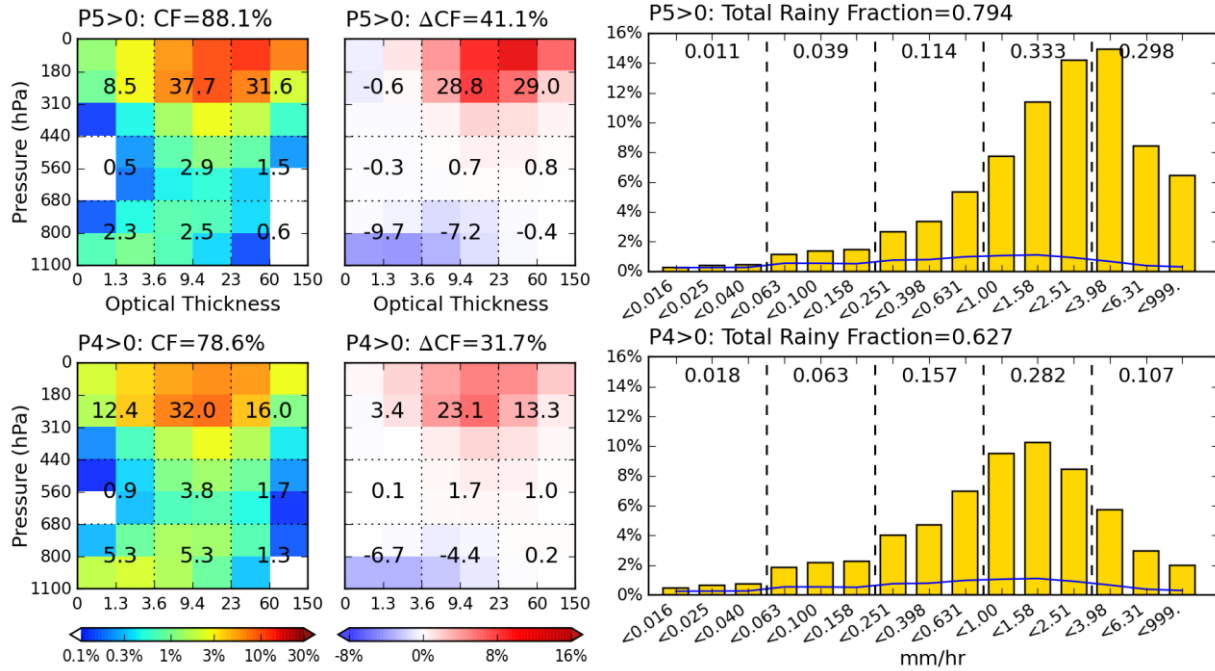 P5>0: CF=88.1%
P5>0: ΔCF=41.1%
P5>0: Total Rainy Fraction=0.794
Pressure (hPa)
0
180
310
440
560
680
800
1100
8.5 37.7 31.6
0.5 2.9 1.5
2.3 2.5 0.6
0 1.3 3.6 9.4 23 60 150
Optical Thickness
-0.6 28.8 29.0
-0.3 0.7 0.8
-9.7 -7.2 -0.4
0 1.3 3.6 9.4 23 60 150
Optical Thickness
16%
14%
12%
10%
8%
6%
4%
2%
0%
0.011 0.039 0.114 0.333 0.298
<0.016 <0.025 <0.040 <0.063 <0.100 <0.158 <0.251 <0.398 <0.631 <1.00 <1.58 <2.51 <3.98 <6.31 <999.
P4>0: CF=78.6%
P4>0: ΔCF=31.7%
P4>0: Total Rainy Fraction=0.627
Pressure (hPa)
0
180
310
440
560
680
800
1100
12.4 32.0 16.0
0.9 3.8 1.7
5.3 5.3 1.3
0 1.3 3.6 9.4 23 60 150
3.4 23.1 13.3
0.1 1.7 1.0
-6.7 -4.4 0.2
0 1.3 3.6 9.4 23 60 150
16%
14%
12%
10%
8%
6%
4%
2%
0%
0.018 0.063 0.157 0.282 0.107
<0.016 <0.025 <0.040 <0.063 <0.100 <0.158 <0.251 <0.398 <0.631 <1.00 <1.58 <2.51 <3.98 <6.31 <999.
0.1% 0.3% 1% 3% 10% 30%
-8% 0% 8% 16%
mm/hr